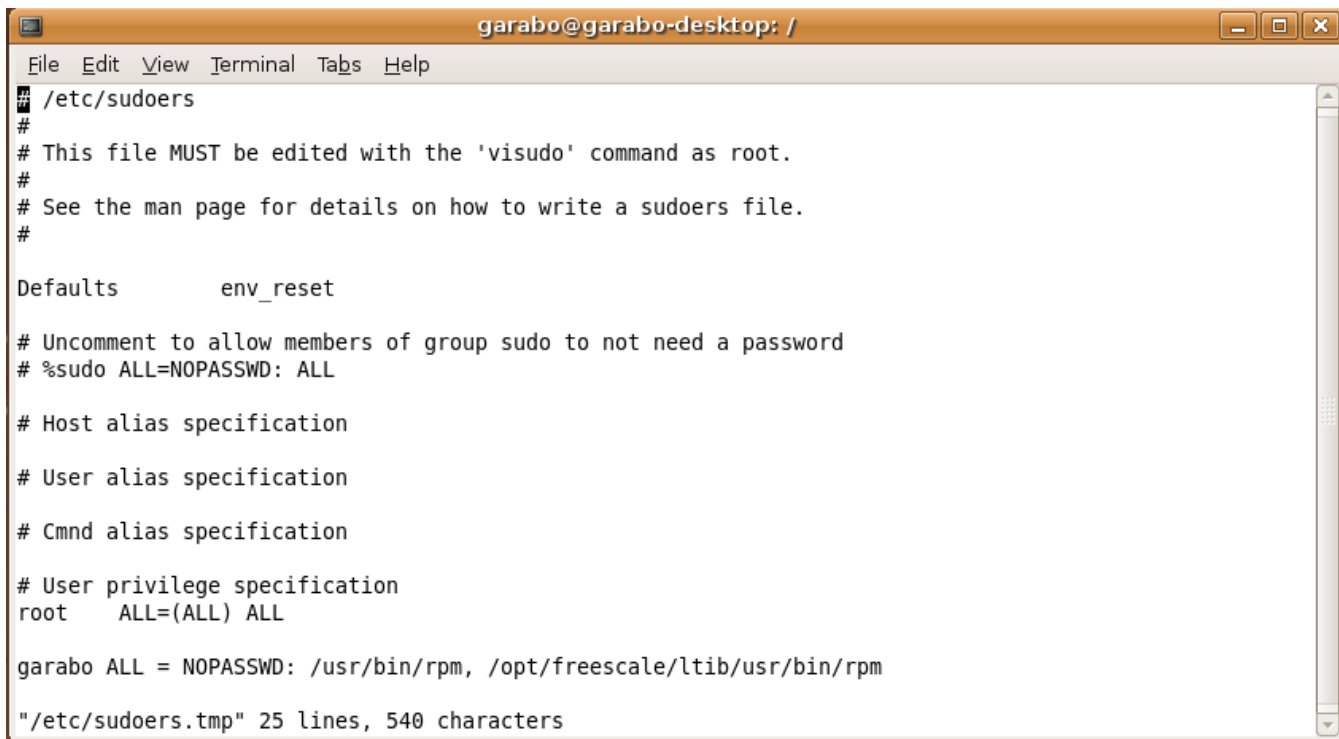 garabo@garabo-desktop: /
File Edit View Terminal Tabs Help
# /etc/sudoers
#
# This file MUST be edited with the 'visudo' command as root.
#
# See the man page for details on how to write a sudoers file.
#
Defaults env_reset
# Uncomment to allow members of group sudo to not need a password
# %sudo ALL=NOPASSWD: ALL
# Host alias specification
# User alias specification
# Cmnd alias specification
# User privilege specification
root ALL=(ALL) ALL
garabo ALL = NOPASSWD: /usr/bin/rpm, /opt/freescale/ltib/usr/bin/rpm
"/etc/sudoers.tmp" 25 lines, 540 characters